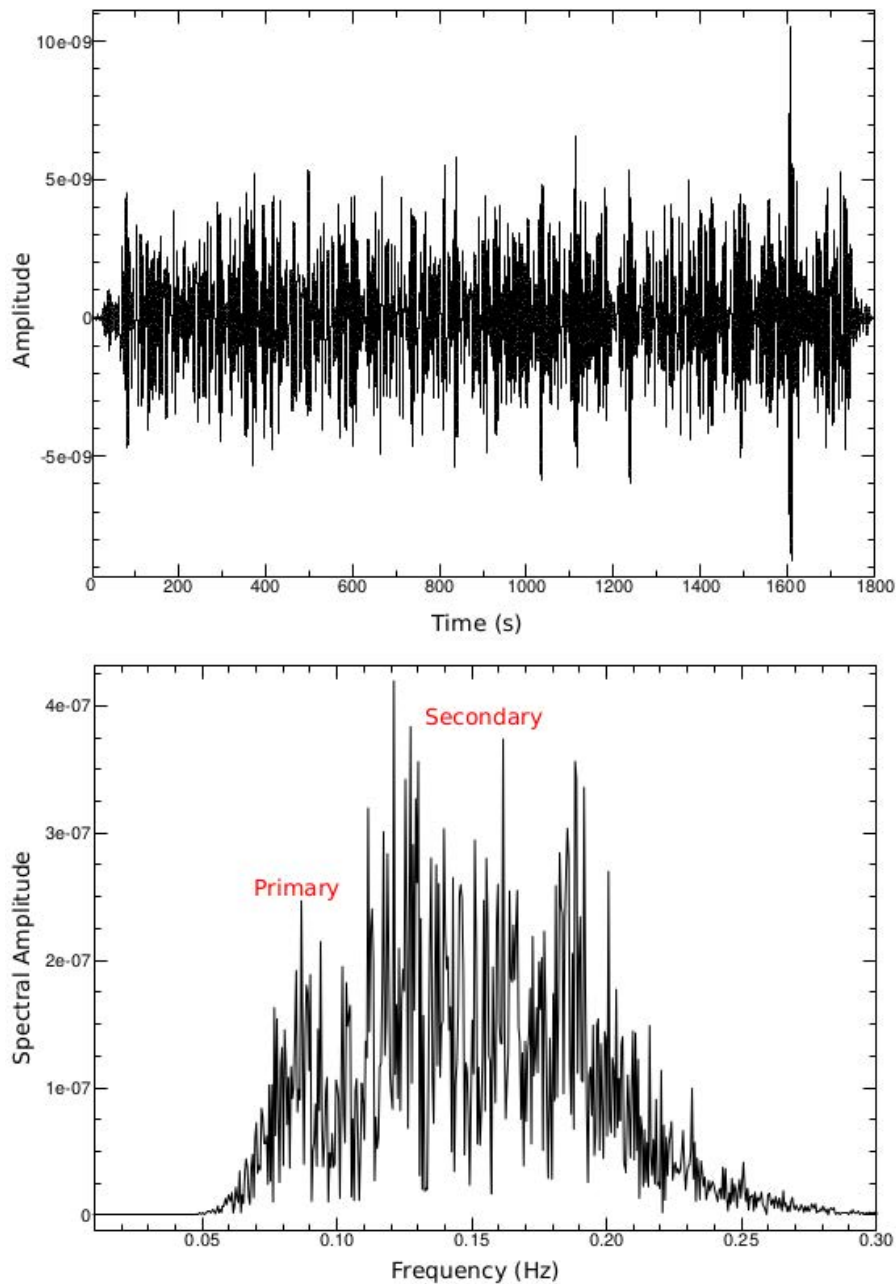 10e-09
5e-09
0
-5e-09
Amplitude
0 200 400 600 800 1000 1200 1400 1600 1800
Time (s)
4e-07
3e-07
2e-07
1e-07
0
Spectral Amplitude
Secondary
Primary
0.05 0.10 0.15 0.20 0.25 0.30
Frequency (Hz)